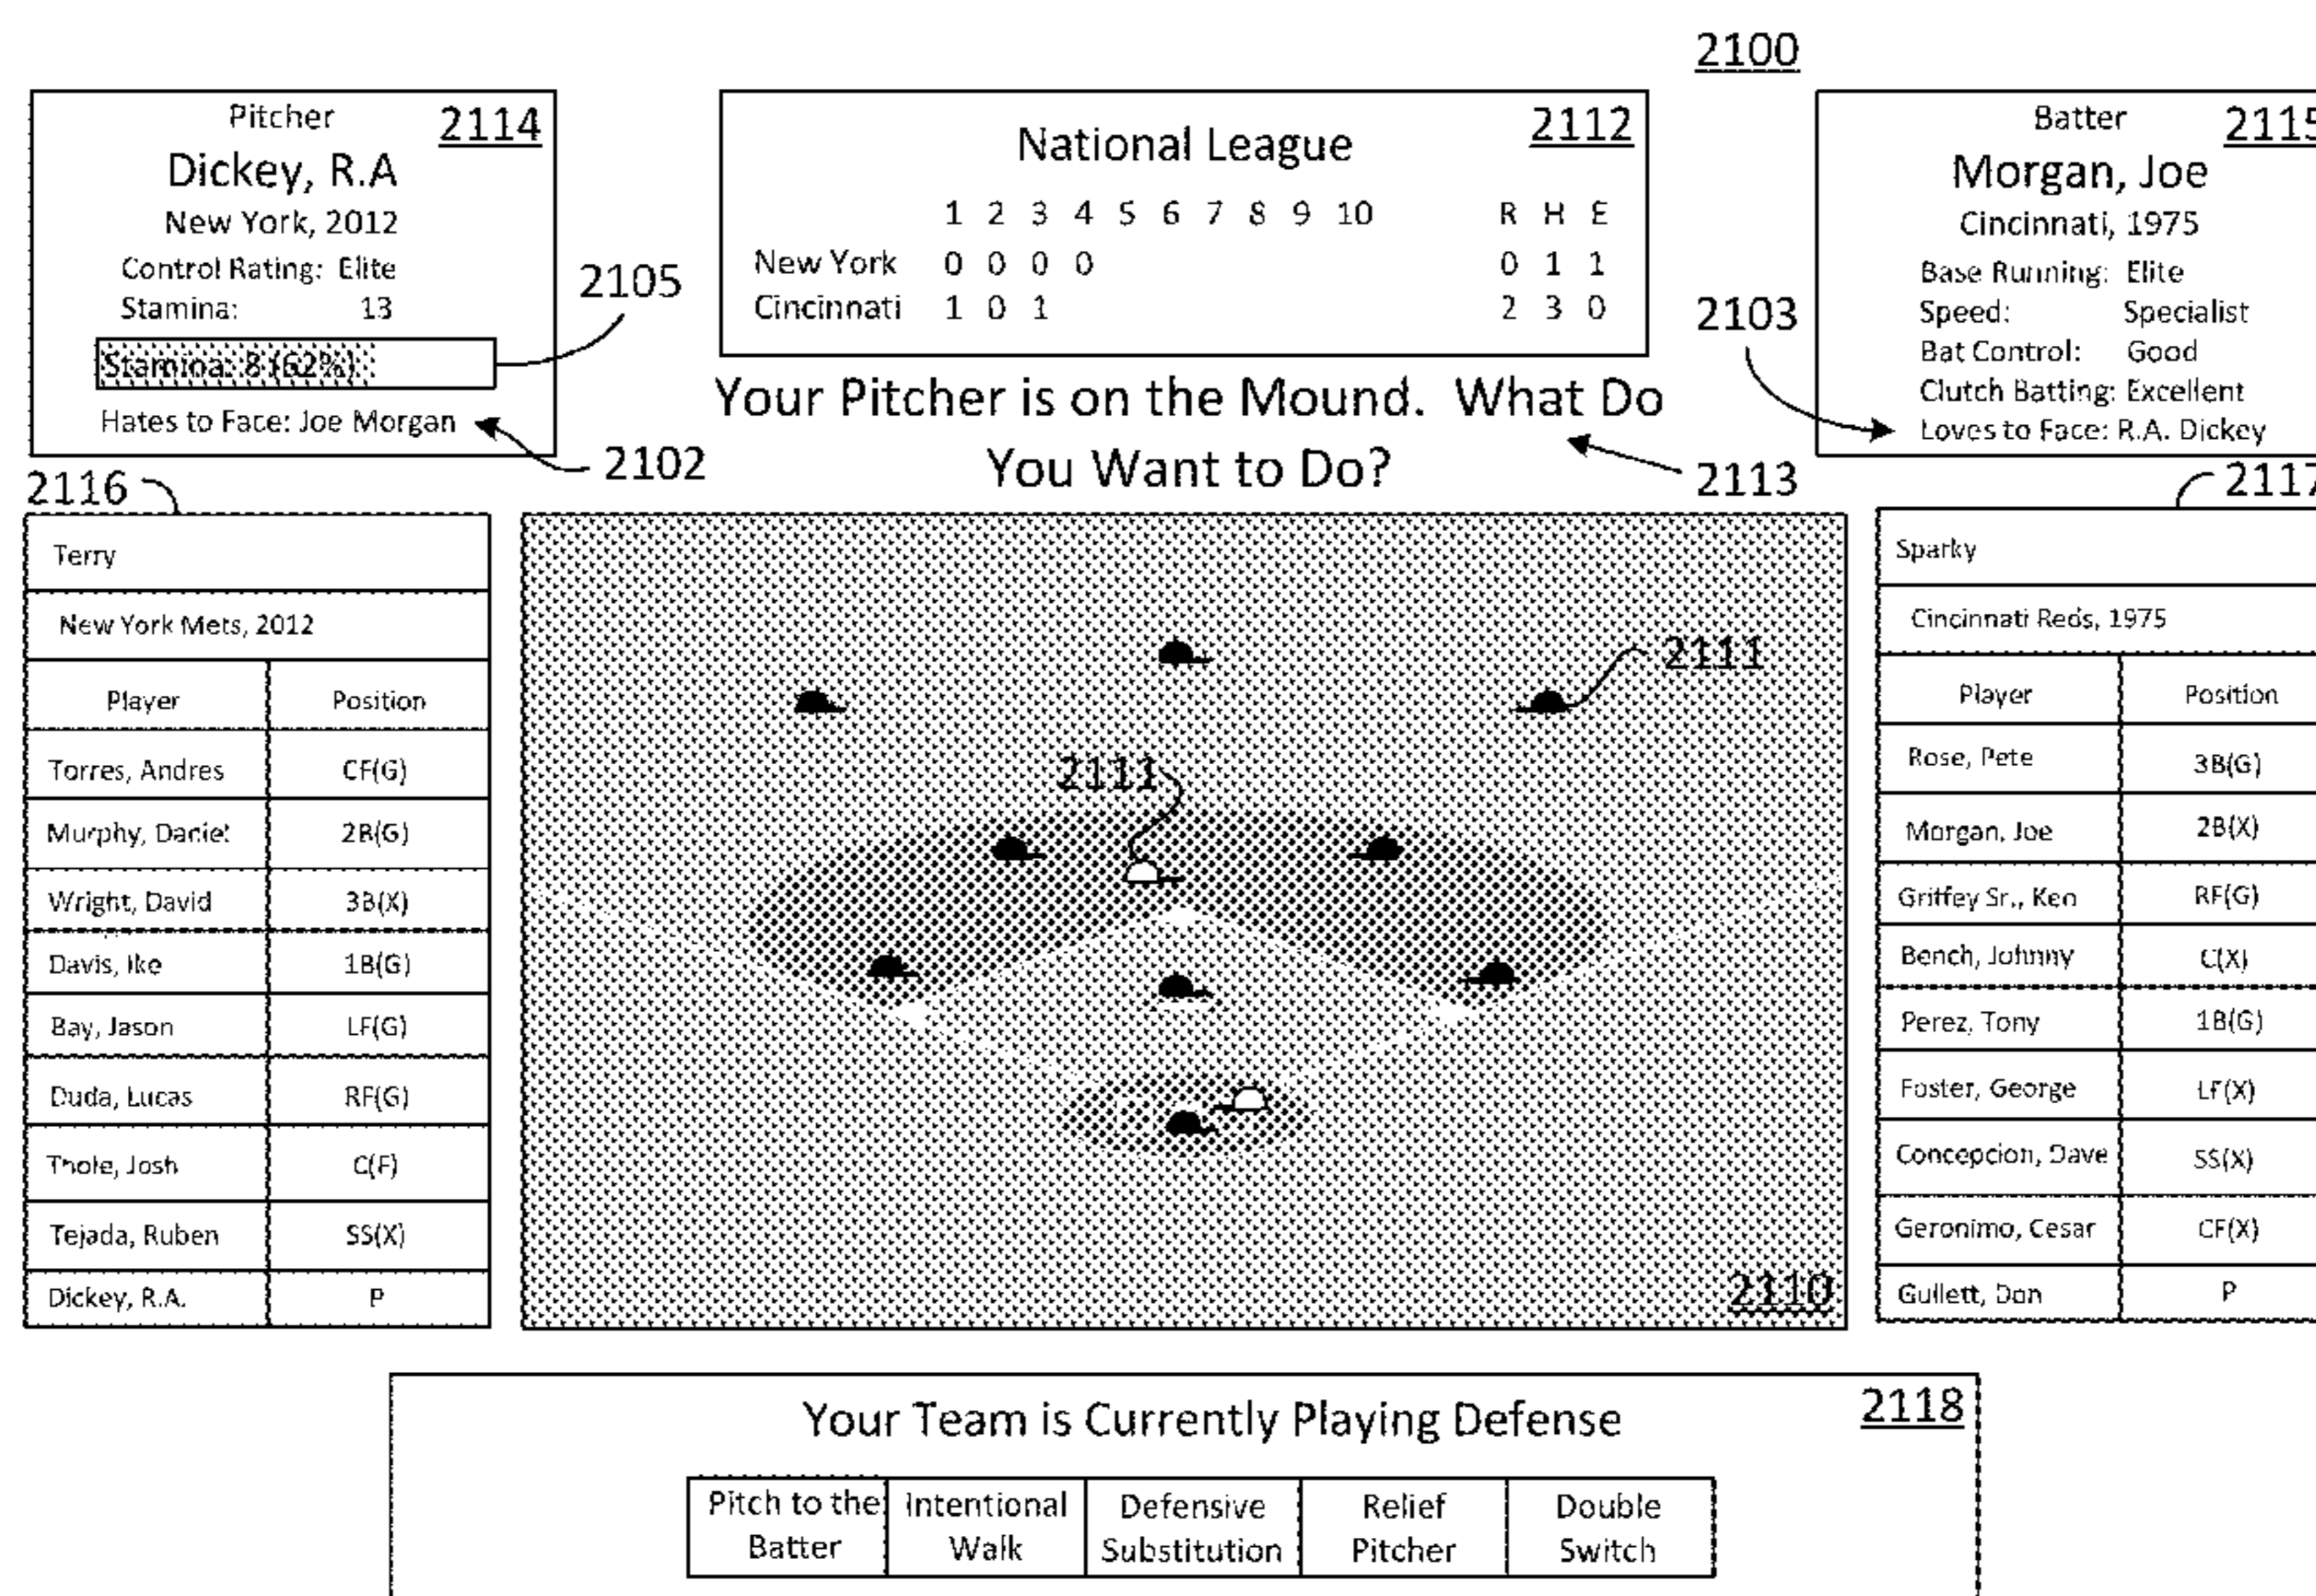 2100
Pitcher 2114
Dickey, R.A
New York, 2012
Control Rating: Elite
Stamina: 13
Stamina: 8 (62%)
Hates to Face: Joe Morgan
2105
2102
National League 2112
1 2 3 4 5 6 7 8 9 10 R H E
New York 0 0 0 0 0 1 1
Cincinnati 1 0 1 2 3 0
Your Pitcher is on the Mound. What Do
You Want to Do?
2113
2103
Batter 2115
Morgan, Joe
Cincinnati, 1975
Base Running: Elite
Speed: Specialist
Bat Control: Good
Clutch Batting: Excellent
Loves to Face: R.A. Dickey
2116
Terry
New York Mets, 2012
Player Position
Torres, Andres CF(G)
Murphy, Daniel 2B(G)
Wright, David 3B(X)
Davis, Ike 1B(G)
Bay, Jason LF(G)
Duda, Lucas RF(G)
Thole, Josh C(F)
Tejada, Ruben SS(X)
Dickey, R.A. P
2111
2111
2110
2117
Sparky
Cincinnati Reds, 1975
Player Position
Rose, Pete 3B(G)
Morgan, Joe 2B(X)
Griffey Sr., Ken RF(G)
Bench, Johnny C(X)
Perez, Tony 1B(G)
Foster, George LF(X)
Concepcion, Dave SS(X)
Geronimo, Cesar CF(X)
Gullett, Don P
Your Team is Currently Playing Defense 2118
Pitch to the Batter
Intentional Walk
Defensive Substitution
Relief Pitcher
Double Switch